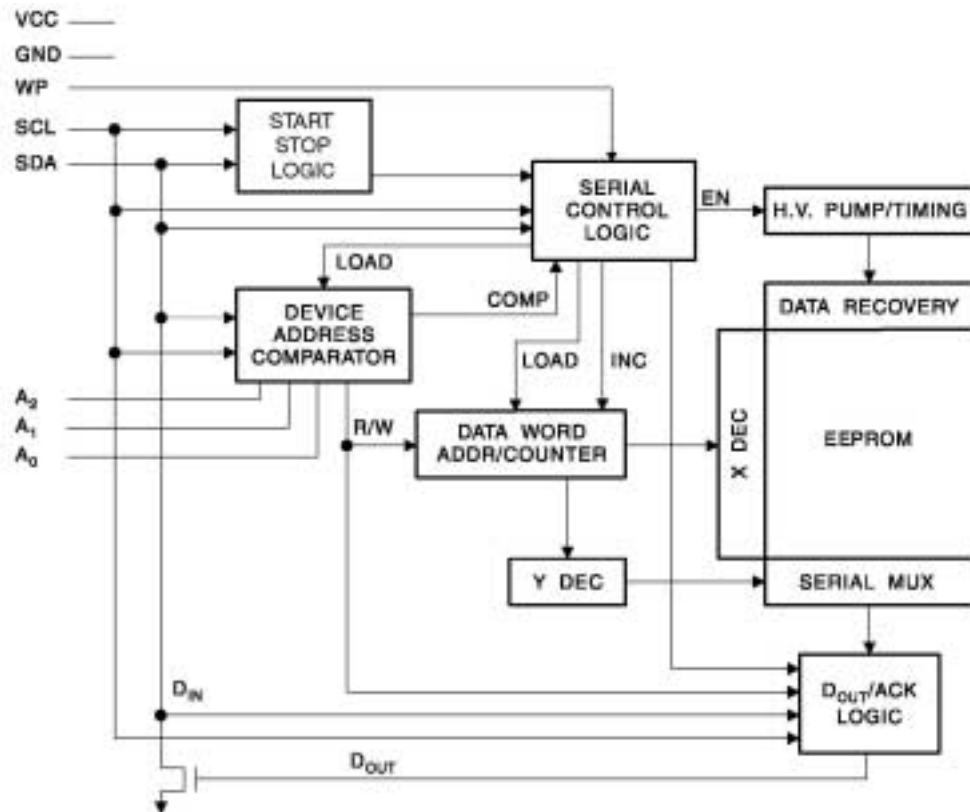 VCC
GND
WP
SCL
SDA
START
STOP
LOGIC
SERIAL
CONTROL
LOGIC
EN
H.V. PUMP/TIMING
LOAD
COMP
DATA RECOVERY
DEVICE
ADDRESS
COMPARATOR
LOAD
INC
A2
A1
A0
R/W
DATA WORD
ADDR/COUNTER
X DEC
EEPROM
Y DEC
SERIAL MUX
DIN
DOUT/ACK
LOGIC
DOUT